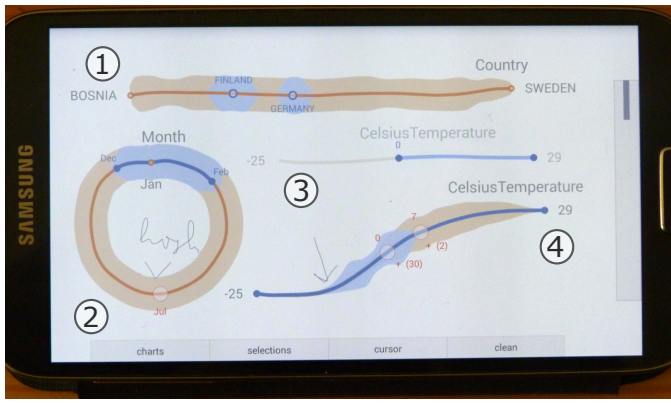 SAMSUNG
1
Country
FINLAND
BOSNIA
SWEDEN
GERMANY
Month
Dec
Feb
Jan
Jul
2
CelsiusTemperature
0
-25
29
3
CelsiusTemperature
7
29
0
+ (2)
+ (30)
-25
4
charts
selections
cursor
clean